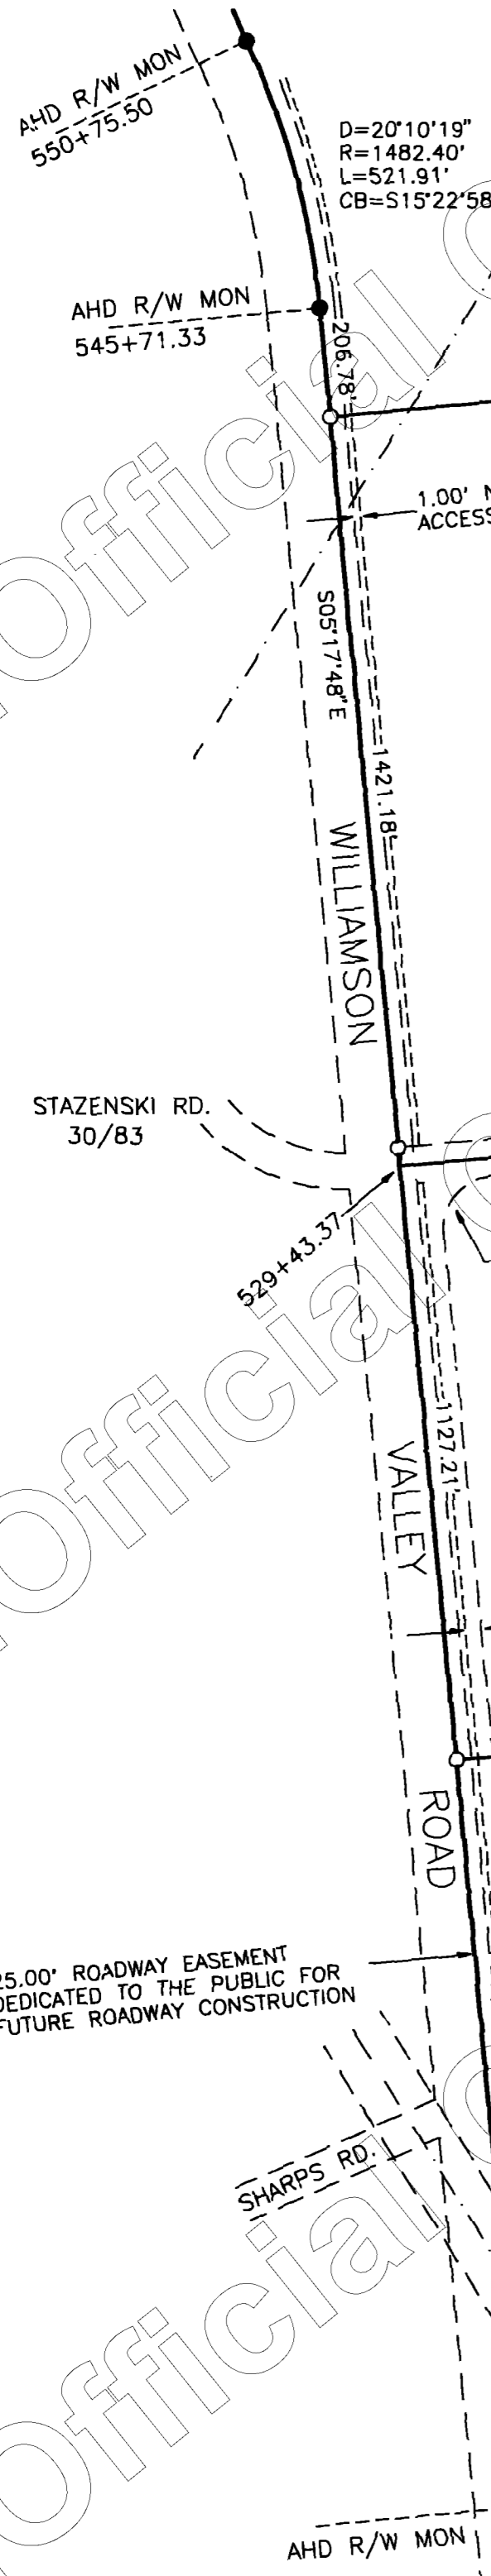 AHD R/W MON
550+75.50
D=20°10'19"
R=1482.40'
L=521.91'
CB=S15°22'58
AHD R/W MON
545+71.33
206.78'
1.00'
ACCESS
S05°17'48"E
1421.18'
WILLIAMSON
STAZENSKI RD.
30/83
529+43.37
1127.21'
VALLEY
ROAD
25.00' ROADWAY EASEMENT
DEDICATED TO THE PUBLIC FOR
FUTURE ROADWAY CONSTRUCTION
SHARPS RD.
AHD R/W MON
Official
Official
Official